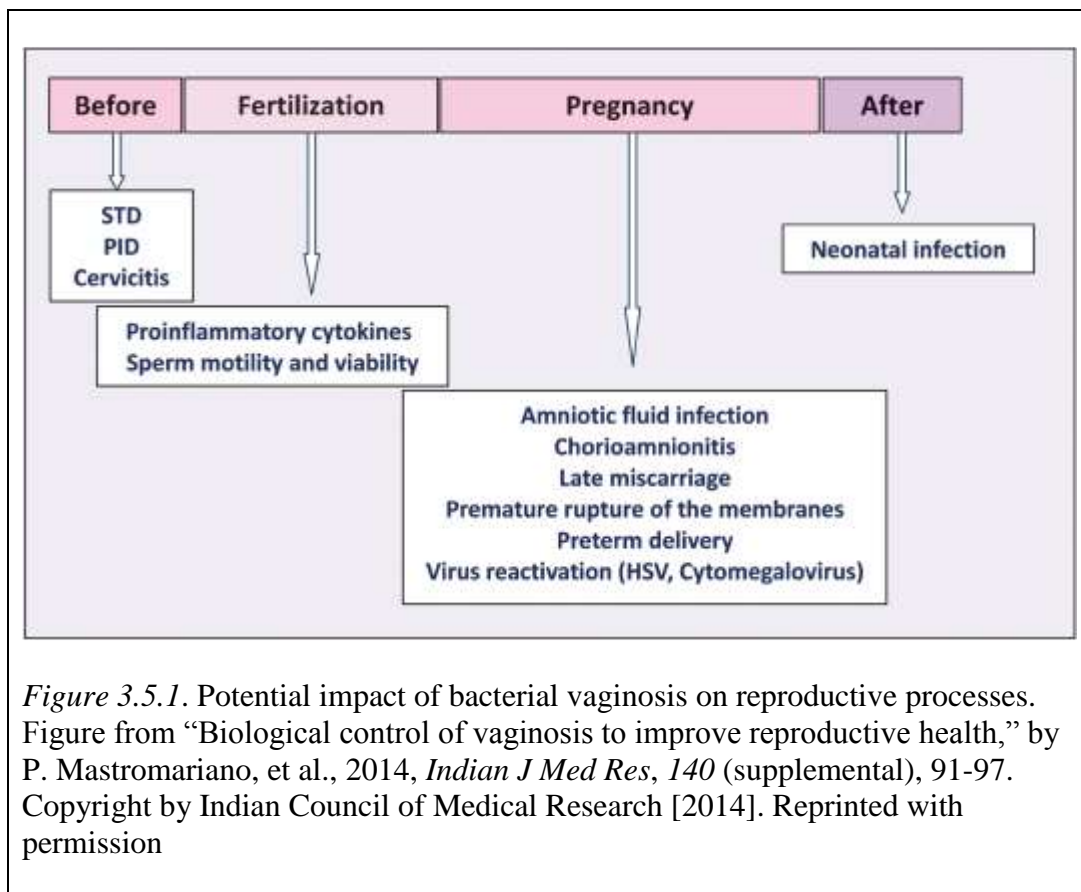 Before
Fertilization
Pregnancy
After
STD
PID
Cervicitis
Proinflammatory cytokines
Sperm motility and viability
Amniotic fluid infection
Chorioamnionitis
Late miscarriage
Premature rupture of the membranes
Preterm delivery
Virus reactivation (HSV, Cytomegalovirus)
Neonatal infection
Figure 3.5.1. Potential impact of bacterial vaginosis on reproductive processes.
Figure from “Biological control of vaginosis to improve reproductive health,” by
P. Mastromariano, et al., 2014, Indian J Med Res, 140 (supplemental), 91-97.
Copyright by Indian Council of Medical Research [2014]. Reprinted with
permission